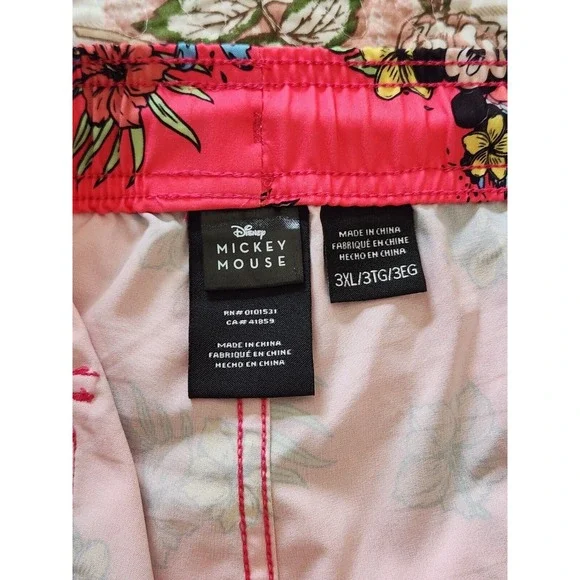 Disney
MICKEY
MOUSE
RN# 0101531
CA# 41859
MADE IN CHINA
FABRIQUÉ EN CHINE
HECHO EN CHINA
MADE IN CHINA
FABRIQUÉ EN CHINE
HECHO EN CHINA
3XL/3TG/3EG